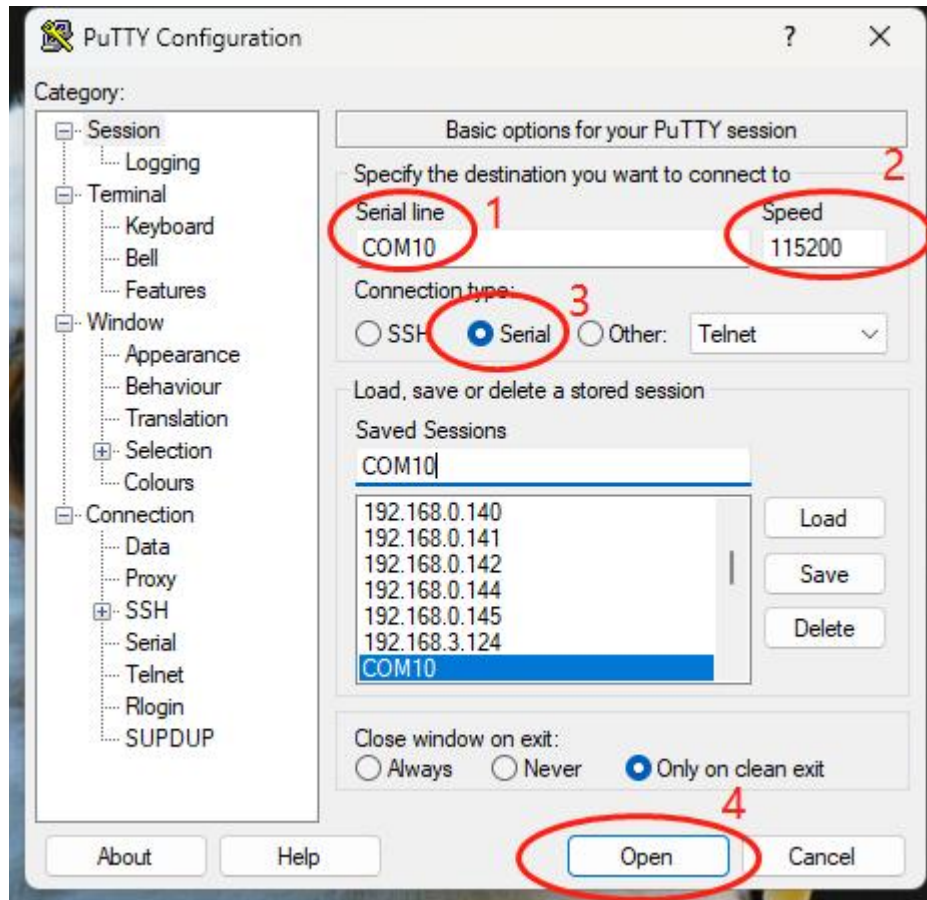 PuTTY Configuration
?
Category:
Session
Logging
Terminal
Keyboard
Bell
Features
Window
Appearance
Behaviour
Translation
Selection
Colours
Connection
Data
Proxy
SSH
Serial
Telnet
Rlogin
SUPDUP
Basic options for your PuTTY session
Specify the destination you want to connect to
2
Serial line
1
Speed
COM10
115200
Connection type:
3
SSH
Serial
Other:
Telnet
Load, save or delete a stored session
Saved Sessions
COM10
192.168.0.140
192.168.0.141
192.168.0.142
192.168.0.144
192.168.0.145
192.168.3.124
COM10
Load
Save
Delete
Close window on exit:
Always
Never
Only on clean exit
4
About
Help
Open
Cancel